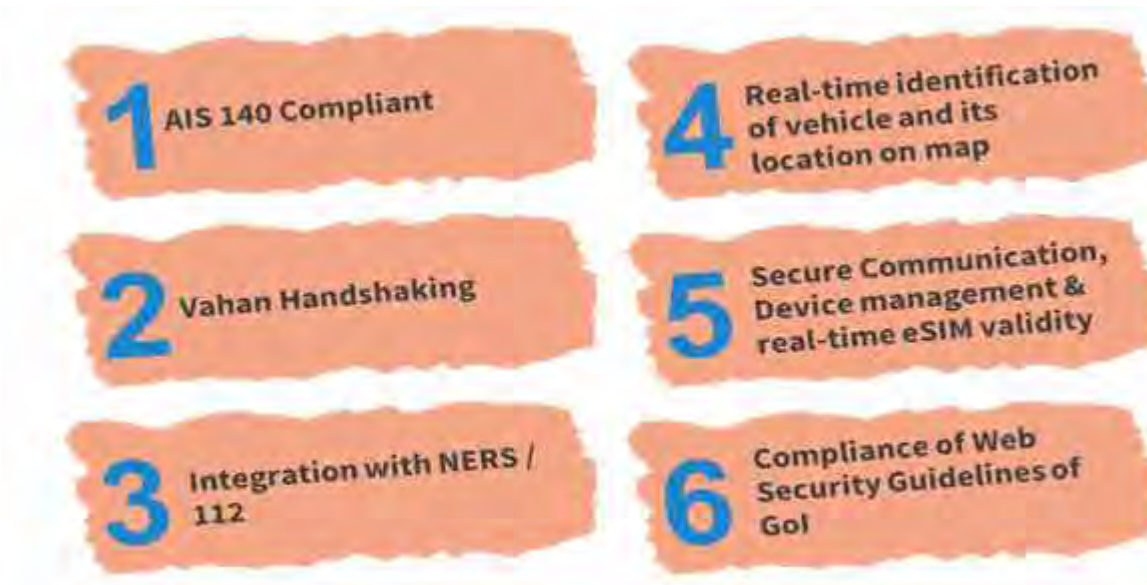 1
AIS 140 Compliant
2
Vahan Handshaking
3
Integration with NERS /
112
4
Real-time identification
of vehicle and its
location on map
5
Secure Communication,
Device management &
real-time eSIM validity
6
Compliance of Web
Security Guidelines of
GoI